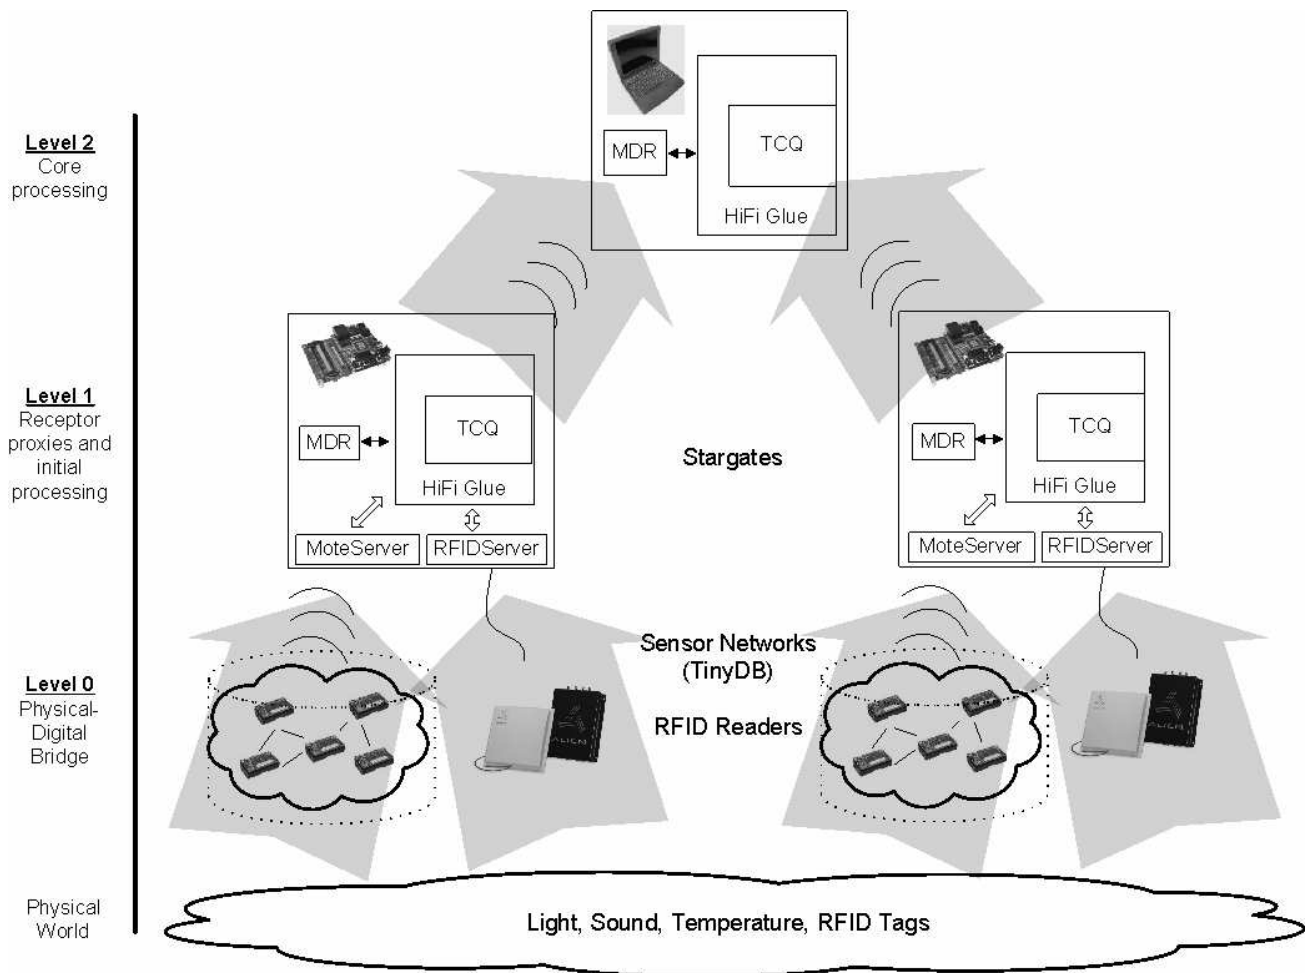 Level 2
Core
processing
MDR
TCQ
HiFi Glue
Level 1
Receptor
proxies and
initial
processing
MDR
TCQ
HiFi Glue
MoteServer
RFIDServer
Stargates
MDR
TCQ
HiFi Glue
MoteServer
RFIDServer
Level 0
Physical-
Digital
Bridge
Sensor Networks
(TinyDB)
RFID Readers
ALIEN
ALIEN
Physical
World
Light, Sound, Temperature, RFID Tags